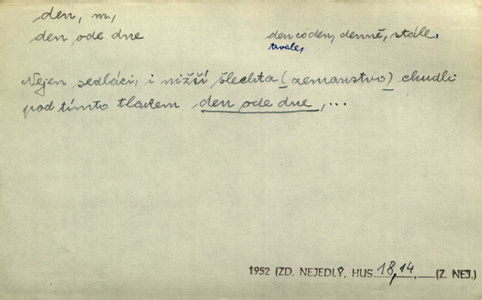 den, m.,
den ode dne den co den, denně, stále,
trvale,
Nejen sedláci, i nižší šlechta (zemanstvo) chudli
pod tímto tlakem den ode dne, ...
1952 (ZD. NEJEDLÝ, HUS 18,14 (Z. NEJ.)